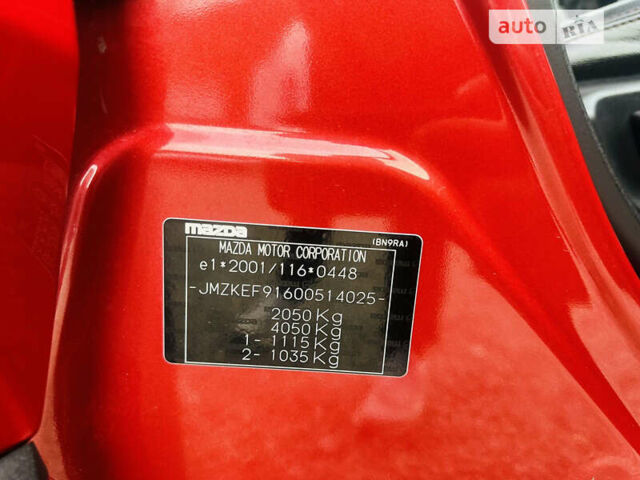 auto RIA
mazda
(BN9RA)
MAZDA MOTOR CORPORATION
e1*2001/116*0448
-JMZKEF91600514025-
2050Kg
4050Kg
1- 1115Kg
2- 1035Kg